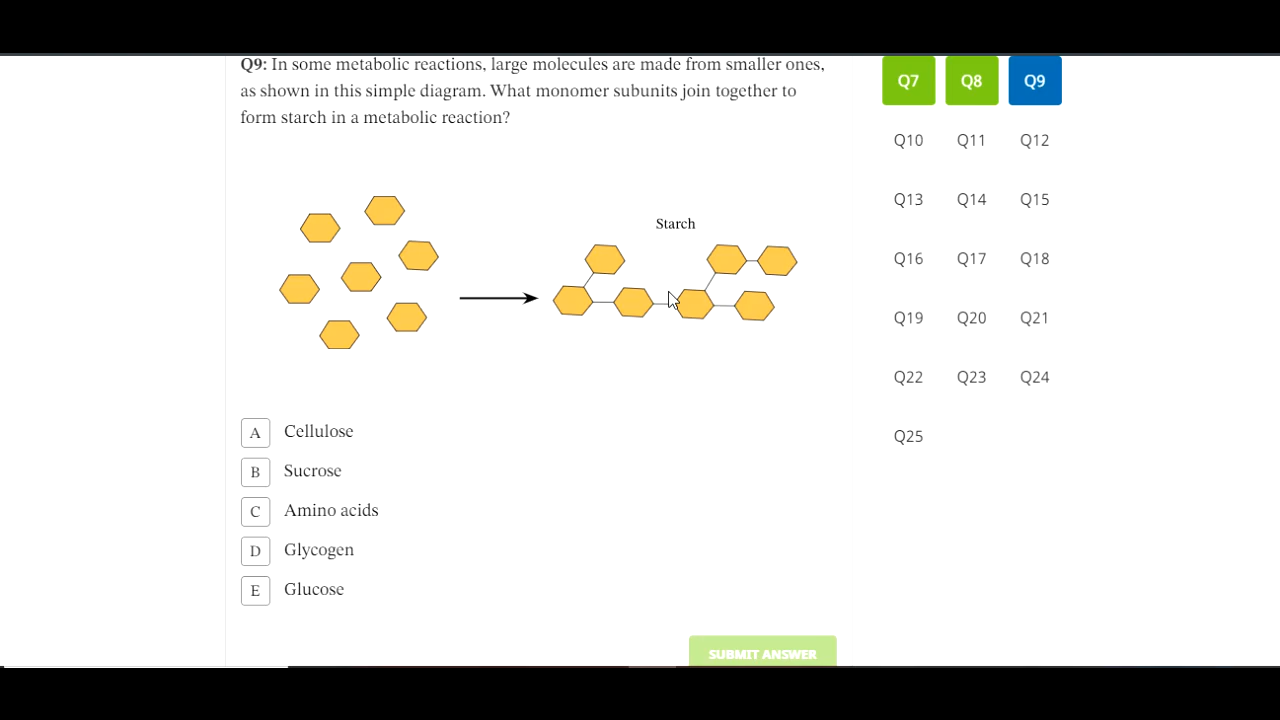 Q9: In some metabolic reactions, large molecules are made from smaller ones,
as shown in this simple diagram. What monomer subunits join together to
form starch in a metabolic reaction?
Starch
A Cellulose
B Sucrose
C Amino acids
D Glycogen
E Glucose
SUBMIT ANSWER
Q7 Q8 Q9
Q10 Q11 Q12
Q13 Q14 Q15
Q16 Q17 Q18
Q19 Q20 Q21
Q22 Q23 Q24
Q25